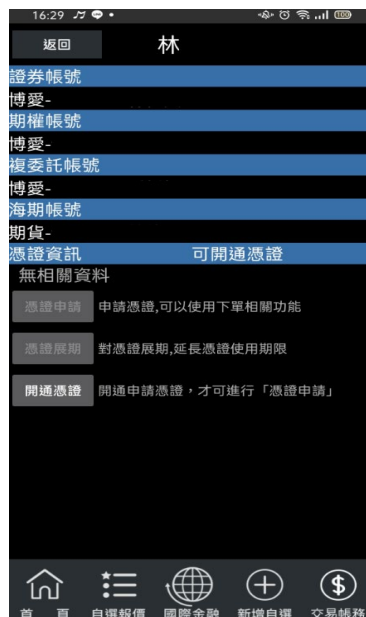 16:29
100
返回
林
證券帳號
博愛-
期權帳號
博愛-
複委託帳號
博愛-
海期帳號
期貨-
憑證資訊 可開通憑證
無相關資料
憑證申請 申請憑證,可以使用下單相關功能
憑證展期 對憑證展期,延長憑證使用期限
開通憑證 開通申請憑證，才可進行「憑證申請」
首 頁 自選報價 國際金融 新增自選 交易帳務